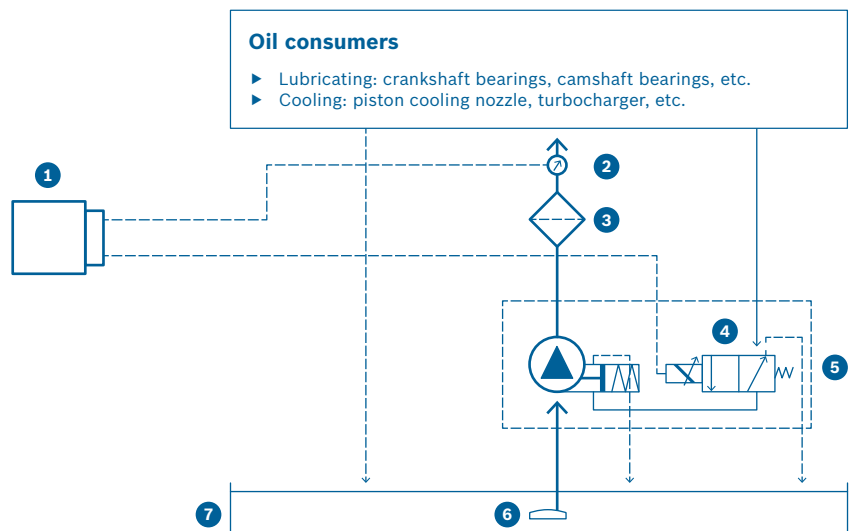 Oil consumers
▶ Lubricating: crankshaft bearings, camshaft bearings, etc.
▶ Cooling: piston cooling nozzle, turbocharger, etc.
1
2
3
4
5
7
6